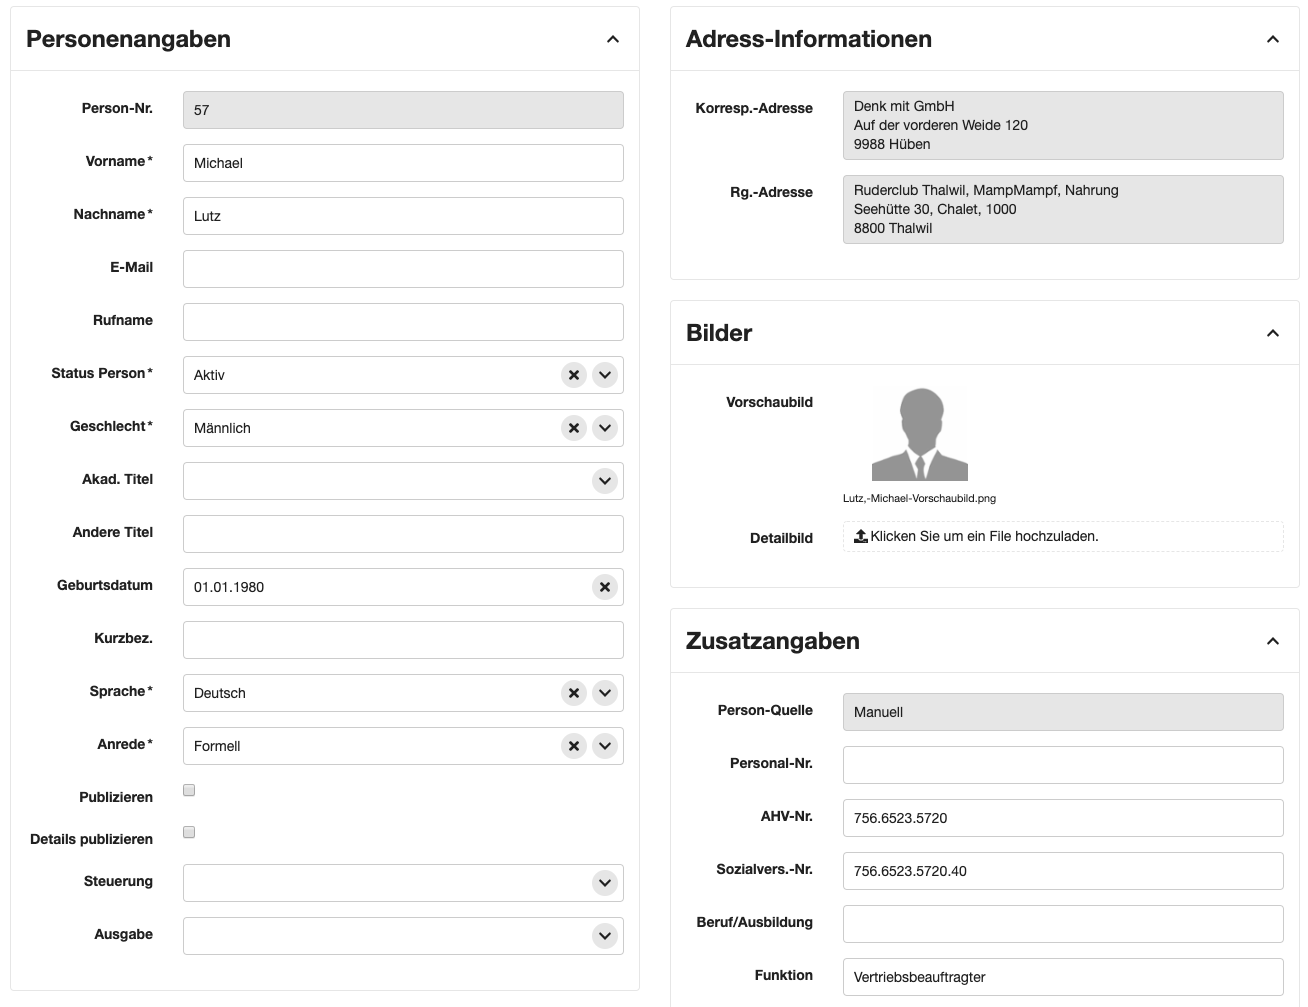 Personenangaben
Person-Nr.
57
Vorname*
Michael
Nachname*
Lutz
E-Mail
Rufname
Status Person*
Aktiv
Geschlecht*
Männlich
Akad. Titel
Andere Titel
Geburtsdatum
01.01.1980
Kurzbez.
Sprache*
Deutsch
Anrede*
Formell
Publizieren
Details publizieren
Steuerung
Ausgabe
Adress-Informationen
Korresp.-Adresse
Denk mit GmbH
Auf der vorderen Weide 120
9988 Hüben
Rg.-Adresse
Ruderclub Thalwil, MampMampf, Nahrung
Seehütte 30, Chalet, 1000
8800 Thalwil
Bilder
Vorschaubild
Lutz,-Michael-Vorschaubild.png
Detailbild
Klicken Sie um ein File hochzuladen.
Zusatzangaben
Person-Quelle
Manuell
Personal-Nr.
AHV-Nr.
756.6523.5720
Sozialvers.-Nr.
756.6523.5720.40
Beruf/Ausbildung
Funktion
Vertriebsbeauftragter